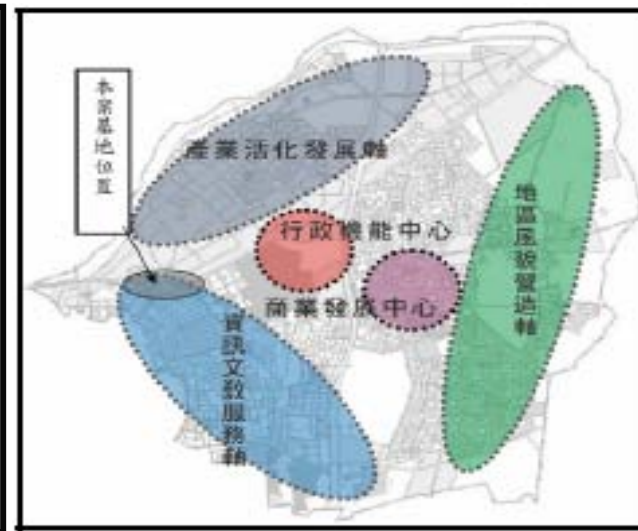 本案基地位置
產業活化發展軸
行政機能中心
商業發展中心
地區風貌營造軸
資訊文教服務軸